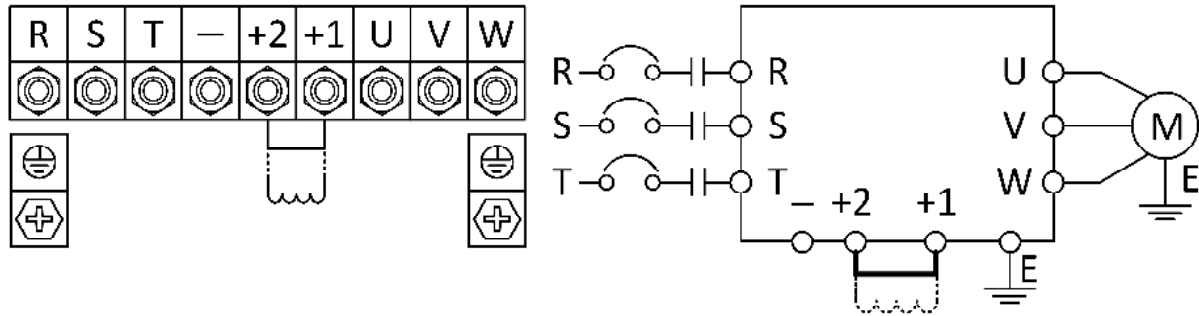 R S T — +2 +1 U V W
R R U
S S V M
T T W E
— +2 +1
E